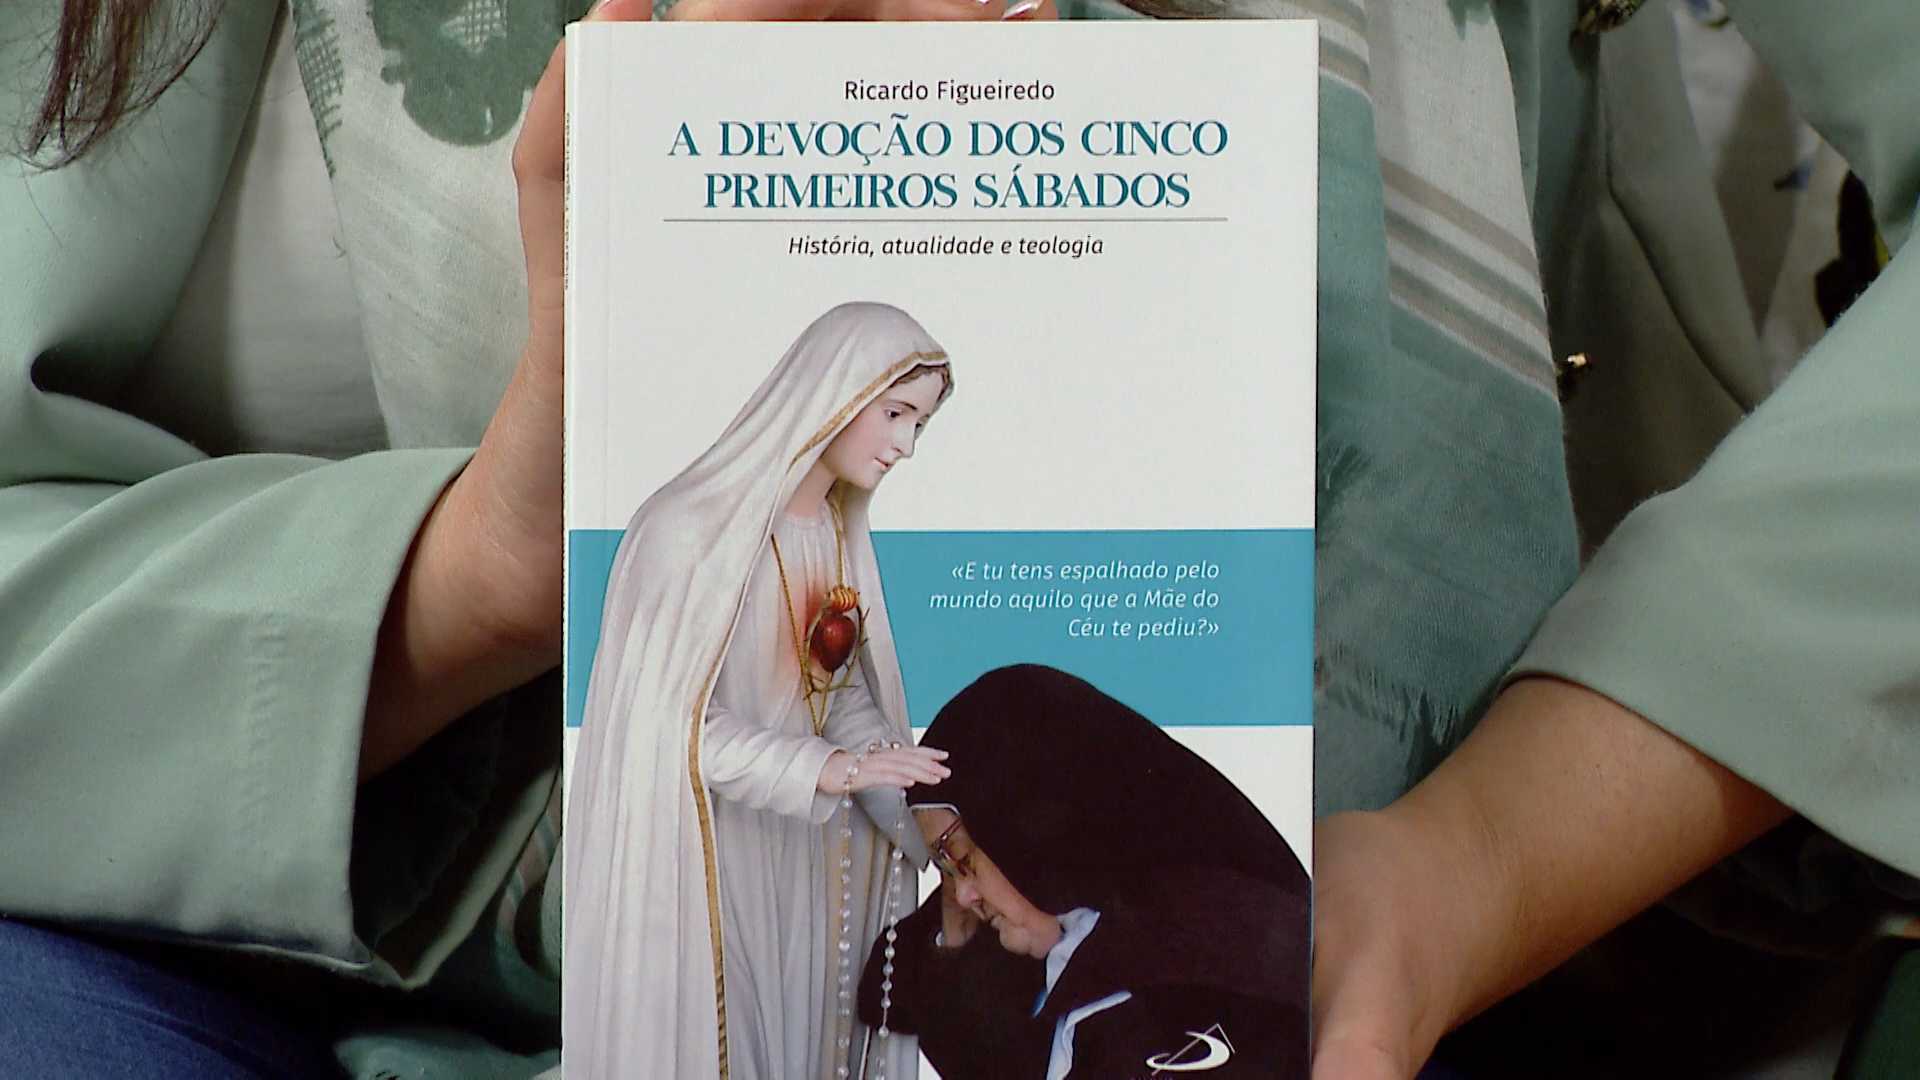 Ricardo Figueiredo
A DEVOÇÃO DOS CINCO
PRIMEIROS SÁBADOS
História, atualidade e teologia
«E tu tens espalhado pelo
mundo aquilo que a Mãe do
Céu te pediu?»